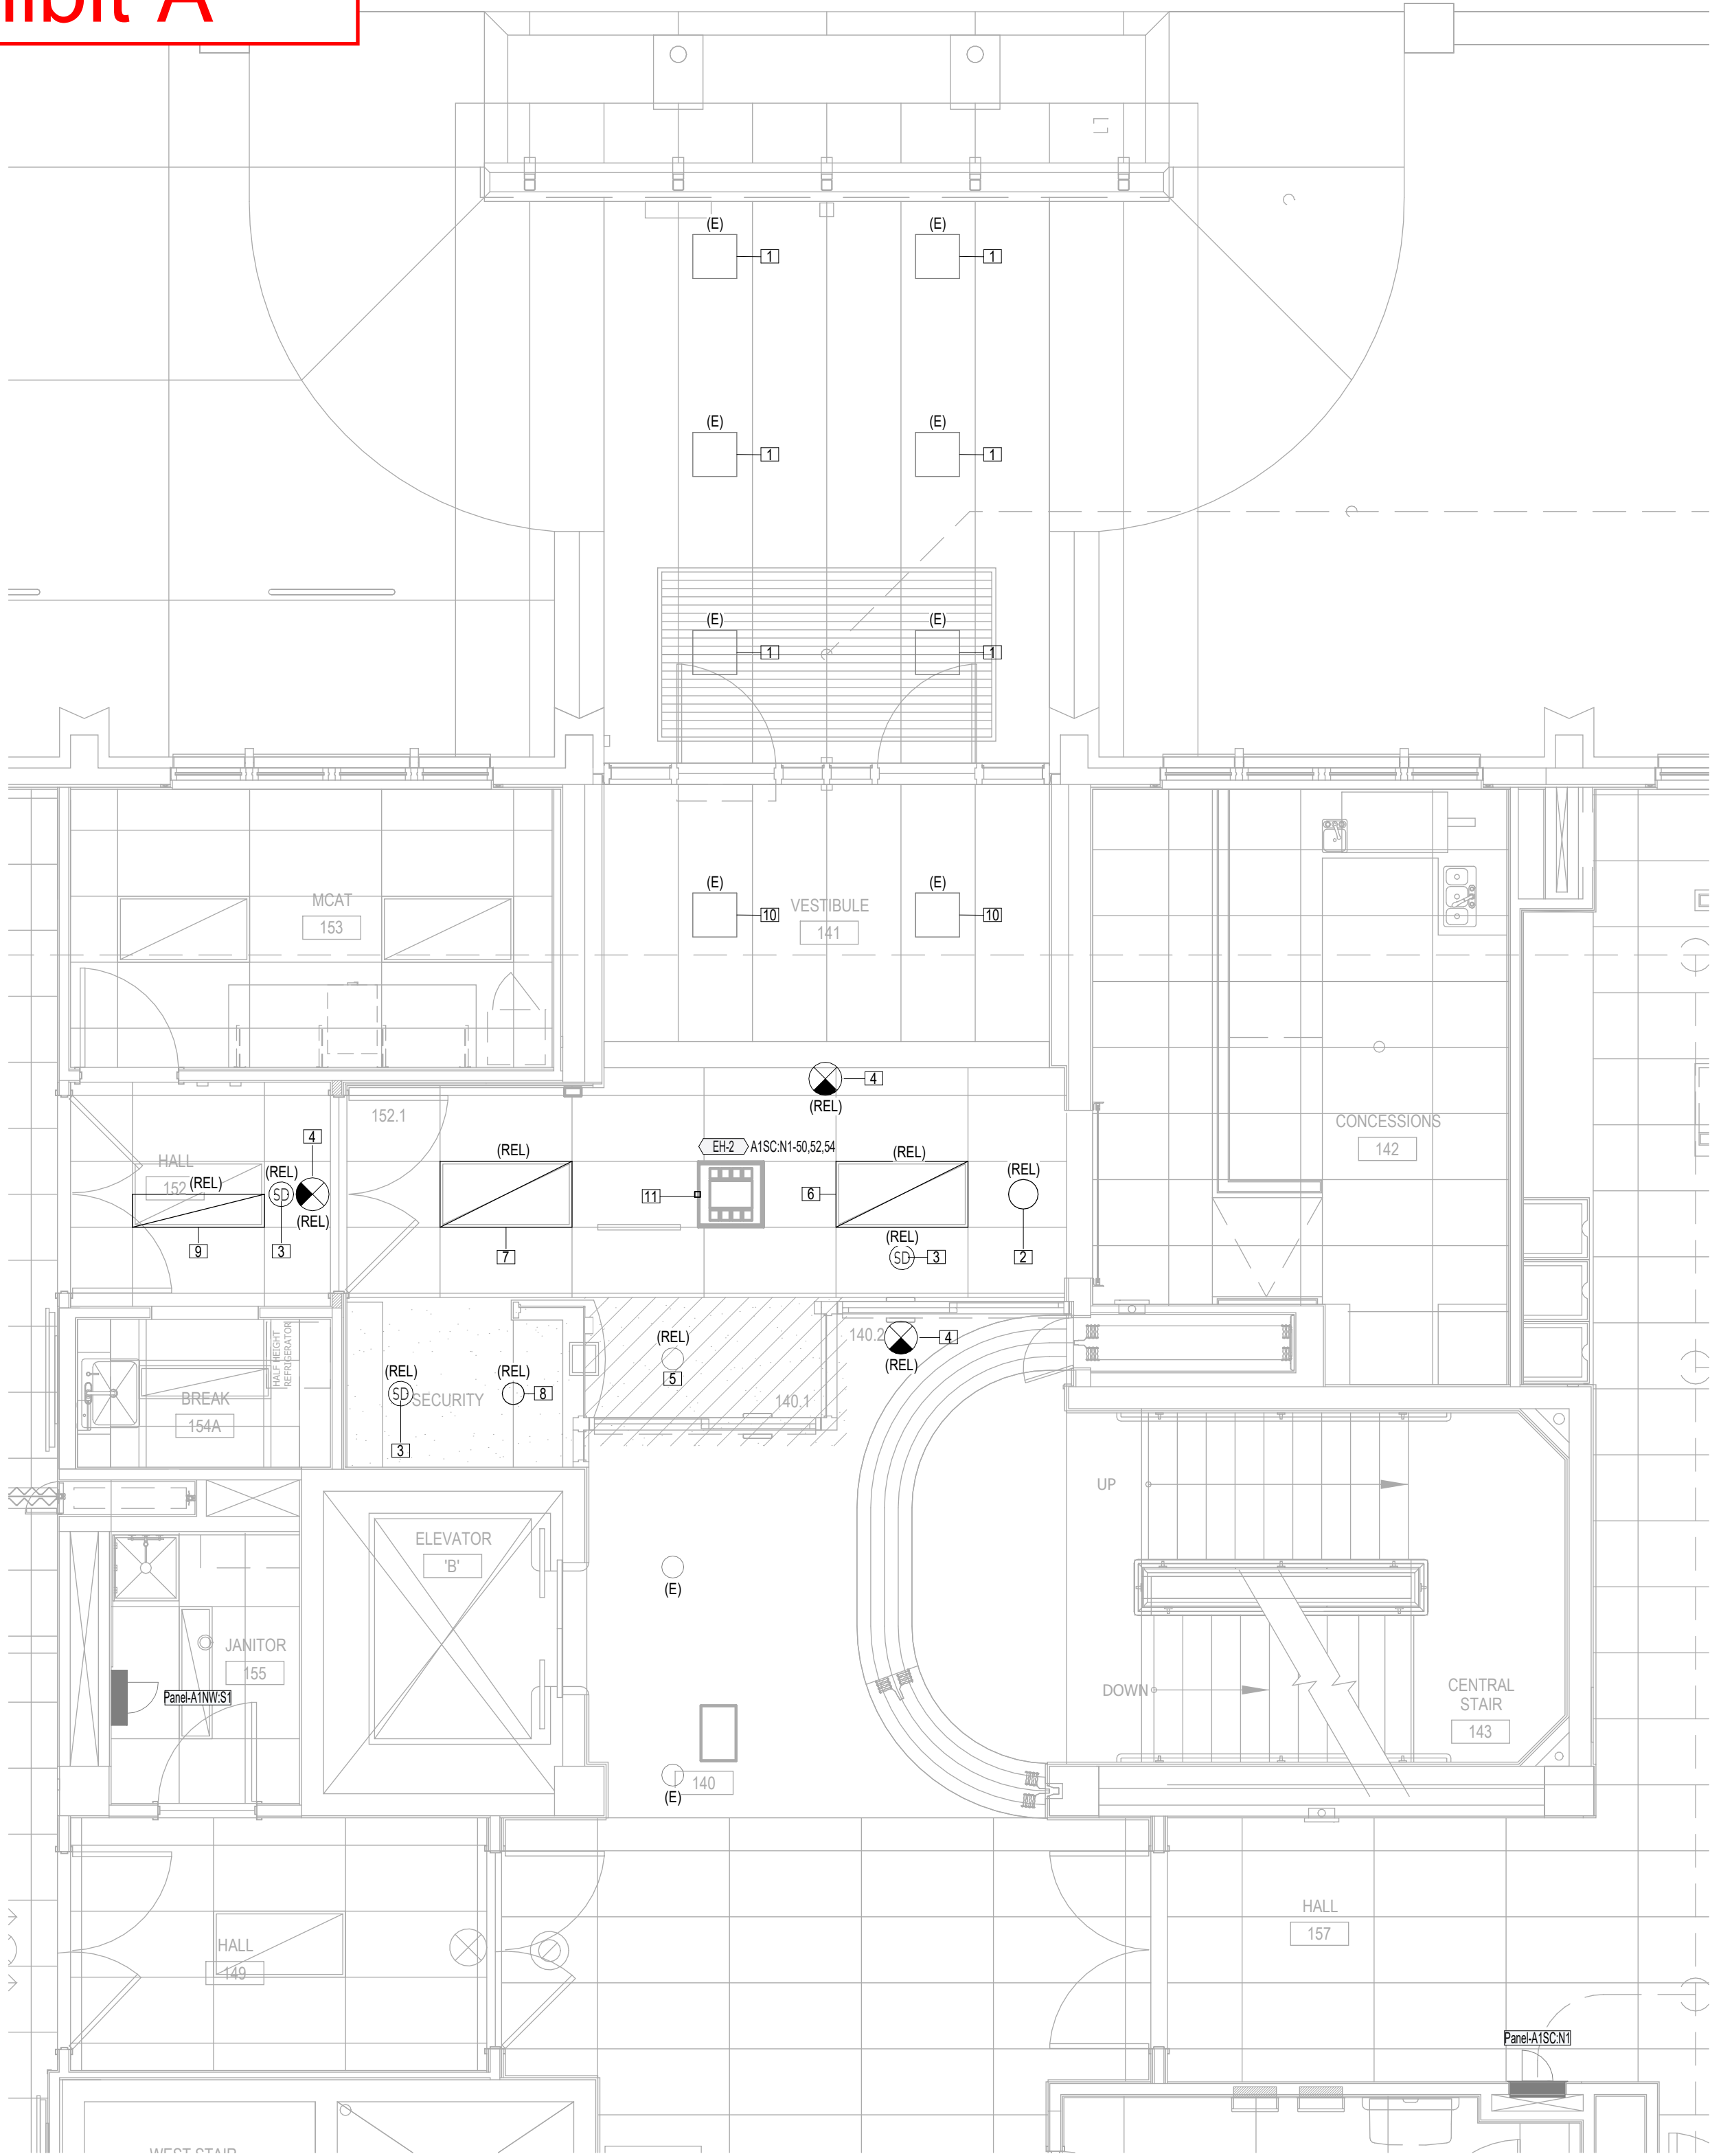 A
(E) (E)
1 1
(E) (E)
1 1
(E) (E)
1 1
MCAT
153
(E) (E)
10 10
VESTIBULE
141
4
(REL)
152.1
CONCESSIONS
142
4
HALL
152
(REL)
(REL)
SD
(REL)
9
3
(REL)
7
EH-2 A1SC:N1-50,52,54
11
(REL)
6
(REL)
2
(REL)
SD
3
HALF HEIGHT
REFRIGERATOR
BREAK
154A
(REL)
SD
3
SECURITY
(REL)
8
(REL)
5
140.1
140.2
4
(REL)
UP
ELEVATOR
'B'
(E)
JANITOR
155
Panel-A1NW:S1
DOWN
CENTRAL
STAIR
143
140
(E)
HALL
149
HALL
157
Panel-A1SC:N1
WEST STAIR